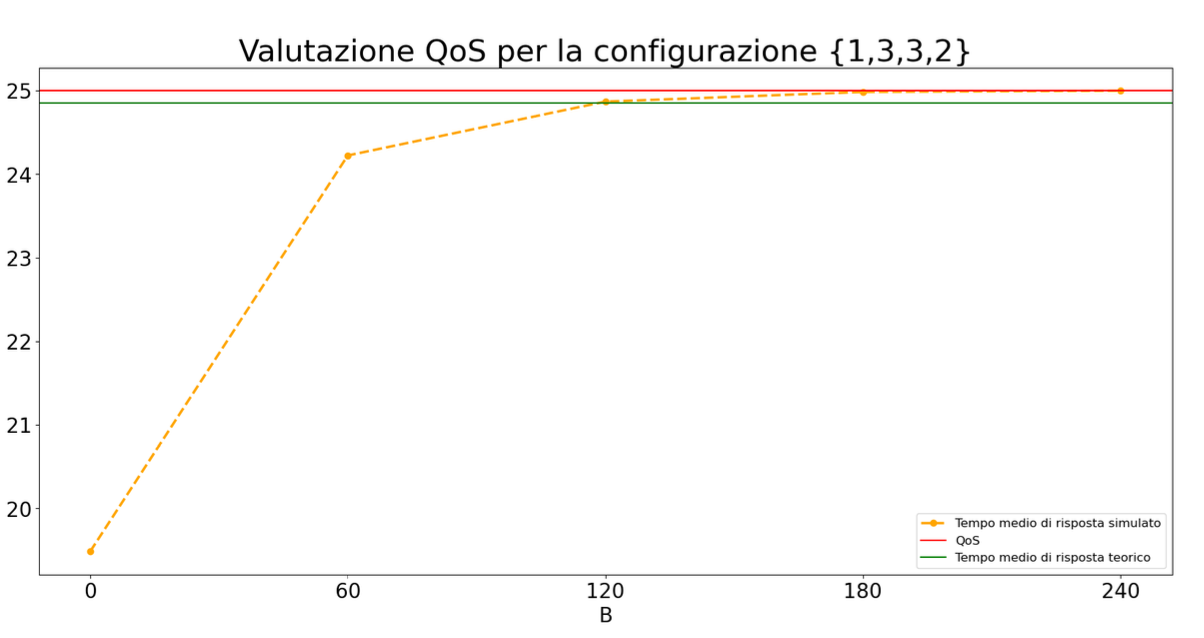 Valutazione QoS per la configurazione {1,3,3,2}
25
24
23
22
21
20
0 60 120 180 240
B
Tempo medio di risposta simulato
QoS
Tempo medio di risposta teorico